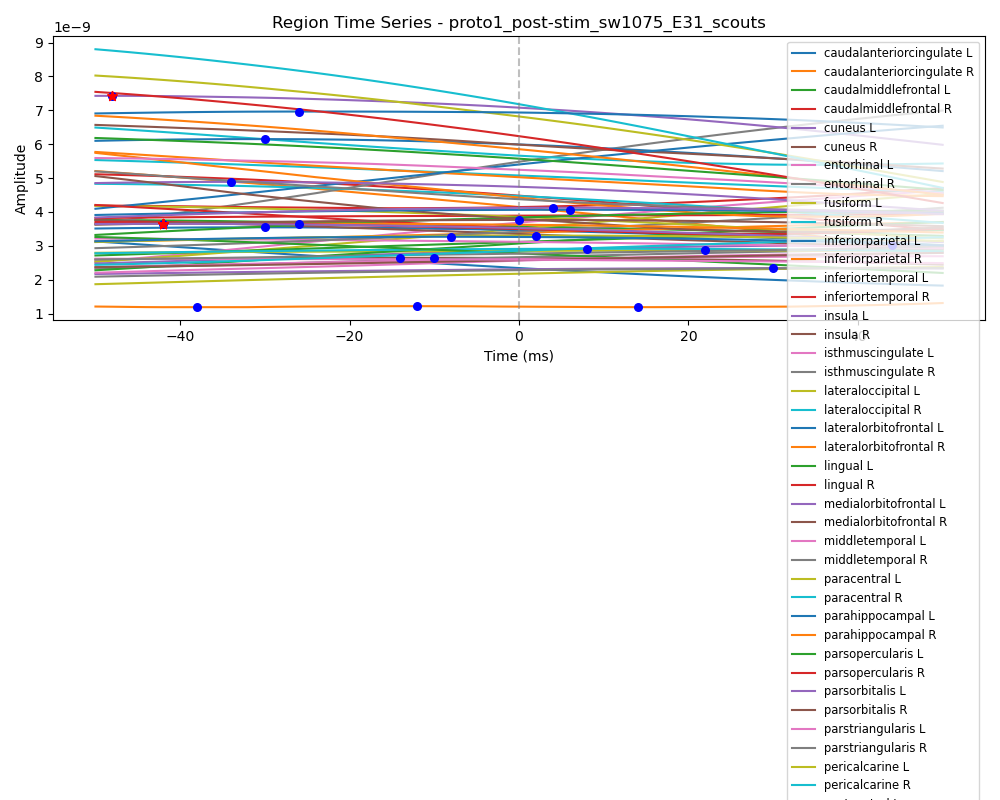 Region Time Series - proto1_post-stim_sw1075_E31_scouts
1e−9
9
8
7
6
5
4
3
2
1
Amplitude
−40
−20
0
20
Time (ms)
caudalanteriorcingulate L
caudalanteriorcingulate R
caudalmiddlefrontal L
caudalmiddlefrontal R
cuneus L
cuneus R
entorhinal L
entorhinal R
fusiform L
fusiform R
inferiorparietal L
inferiorparietal R
inferiortemporal L
inferiortemporal R
insula L
insula R
isthmuscingulate L
isthmuscingulate R
lateraloccipital L
lateraloccipital R
lateralorbitofrontal L
lateralorbitofrontal R
lingual L
lingual R
medialorbitofrontal L
medialorbitofrontal R
middletemporal L
middletemporal R
paracentral L
paracentral R
parahippocampal L
parahippocampal R
parsopercularis L
parsopercularis R
parsorbitalis L
parsorbitalis R
parstriangularis L
parstriangularis R
pericalcarine L
pericalcarine R